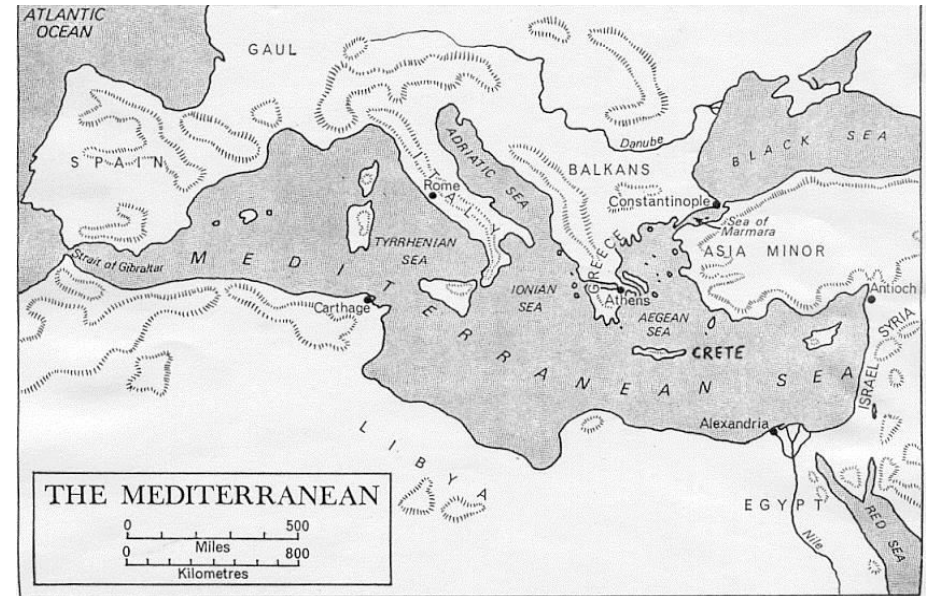 ATLANTIC
OCEAN
GAUL
SPAIN
Danube
BLACK SEA
ADRIATIC SEA
BALKANS
ITALY
Rome
Constantinople
Sea of
Marmara
TYRRHENIAN
SEA
GREECE
ASIA MINOR
Strait of Gibraltar
MEDITERRANEAN SEA
IONIAN
SEA
Athens
Antioch
Carthage
AEGEAN
SEA
SYRIA
CRETE
ISRAEL
Alexandria
LIBYA
EGYPT
Nile
RED SEA
THE MEDITERRANEAN
0 500
Miles
0 800
Kilometres